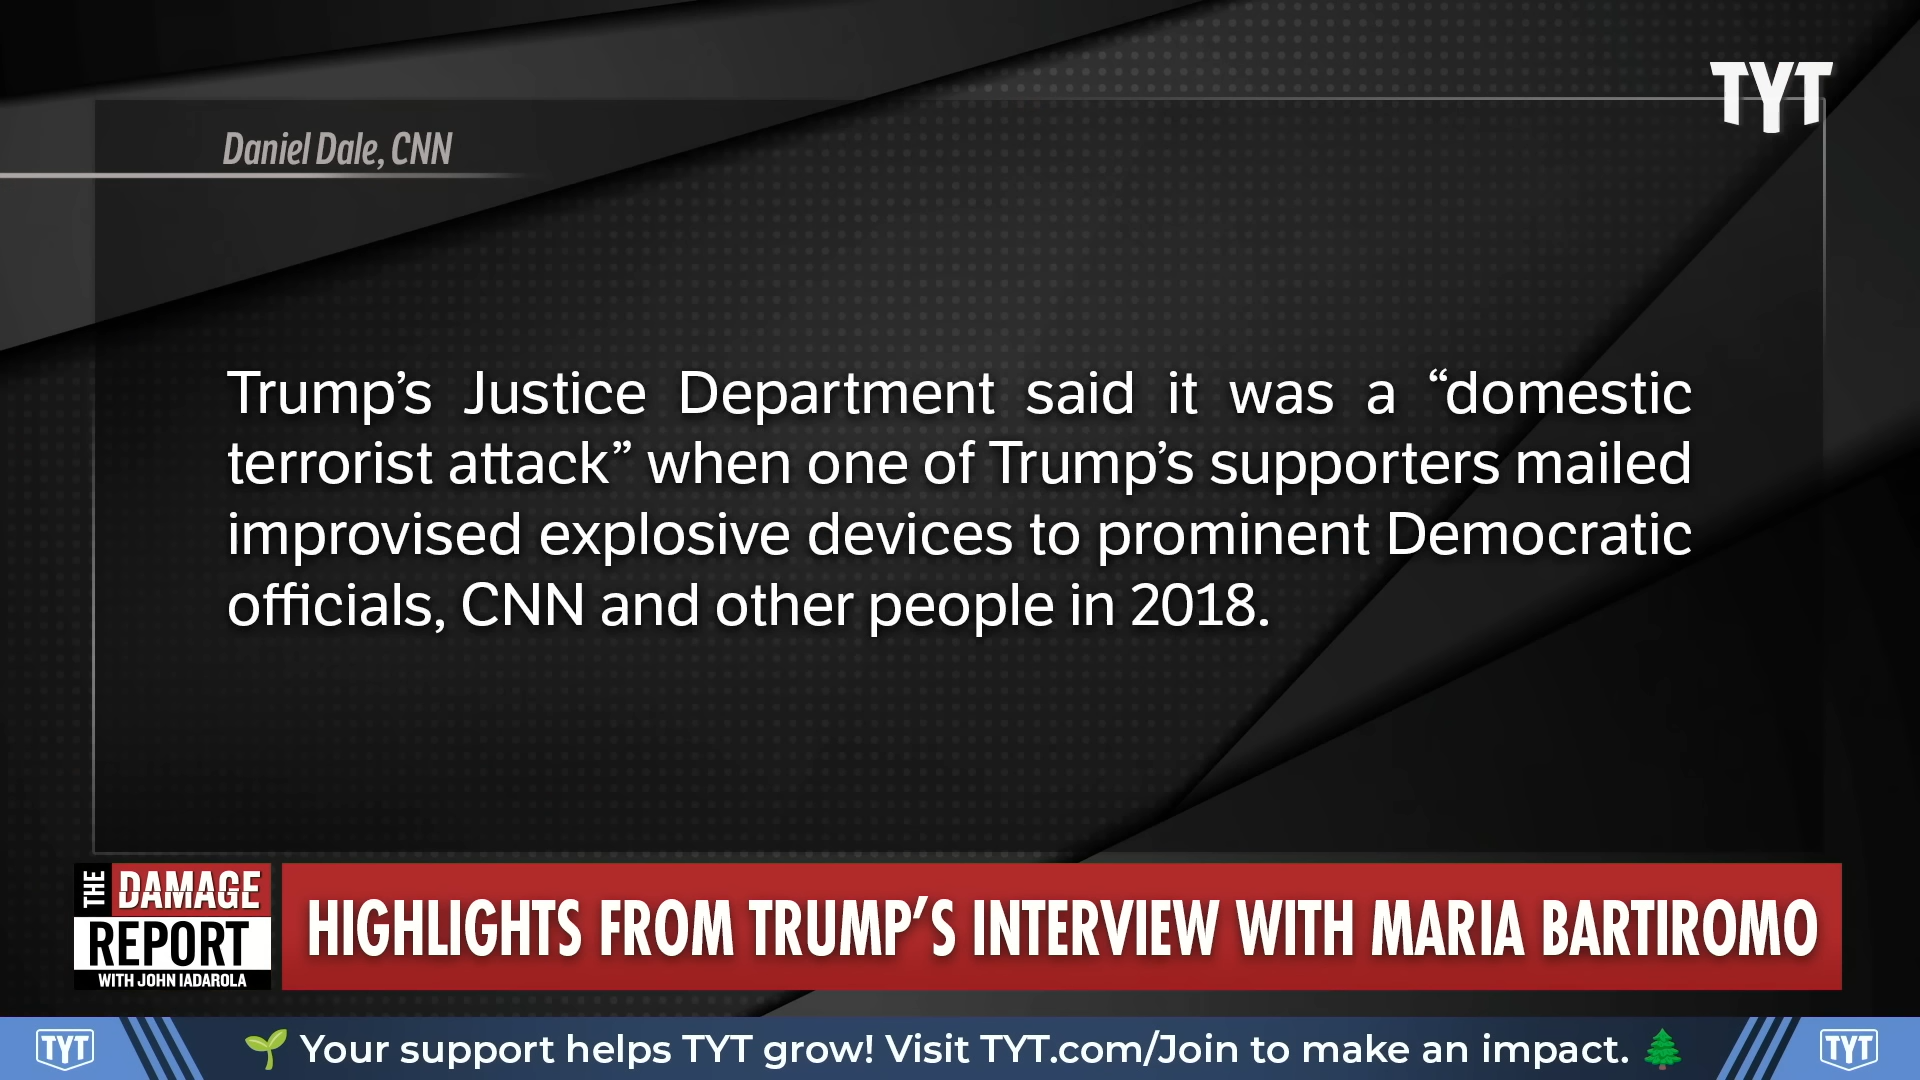 TYT
Daniel Dale, CNN
Trump’s Justice Department said it was a “domestic
terrorist attack” when one of Trump’s supporters mailed
improvised explosive devices to prominent Democratic
officials, CNN and other people in 2018.
THE DAMAGE
REPORT
WITH JOHN IADAROLA
HIGHLIGHTS FROM TRUMP’S INTERVIEW WITH MARIA BARTIROMO
TYT
🌱 Your support helps TYT grow! Visit TYT.com/Join to make an impact. 🌲
TYT